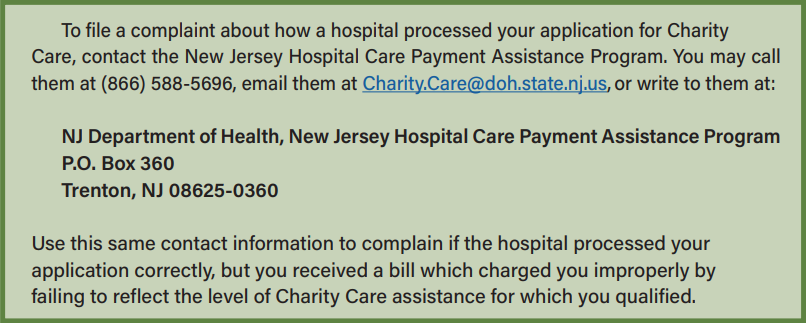 To file a complaint about how a hospital processed your application for Charity
Care, contact the New Jersey Hospital Care Payment Assistance Program. You may call
them at (866) 588-5696, email them at Charity.Care@doh.state.nj.us, or write to them at:
NJ Department of Health, New Jersey Hospital Care Payment Assistance Program
P.O. Box 360
Trenton, NJ 08625-0360
Use this same contact information to complain if the hospital processed your
application correctly, but you received a bill which charged you improperly by
failing to reflect the level of Charity Care assistance for which you qualified.